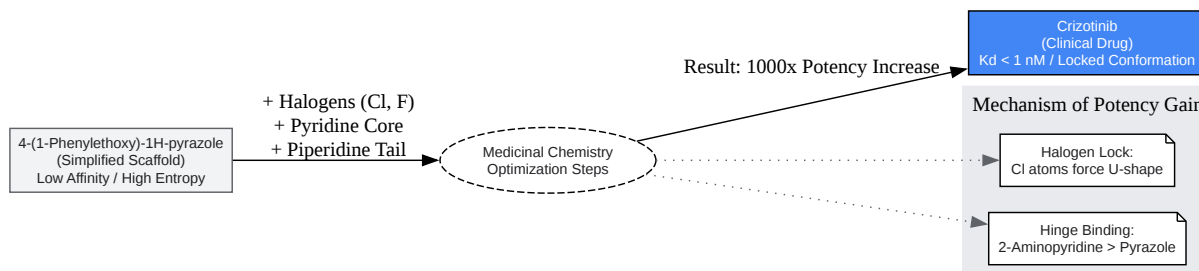 4-(1-Phenylethoxy)-1H-pyrazole
(Simplified Scaffold)
Low Affinity / High Entropy
+ Halogens (Cl, F)
+ Pyridine Core
+ Piperidine Tail
Medicinal Chemistry
Optimization Steps
Result: 1000x Potency Increase
Crizotinib
(Clinical Drug)
Kd < 1 nM / Locked Conformation
Mechanism of Potency Gain
Halogen Lock:
Cl atoms force U-shape
Hinge Binding:
2-Aminopyridine > Pyrazole